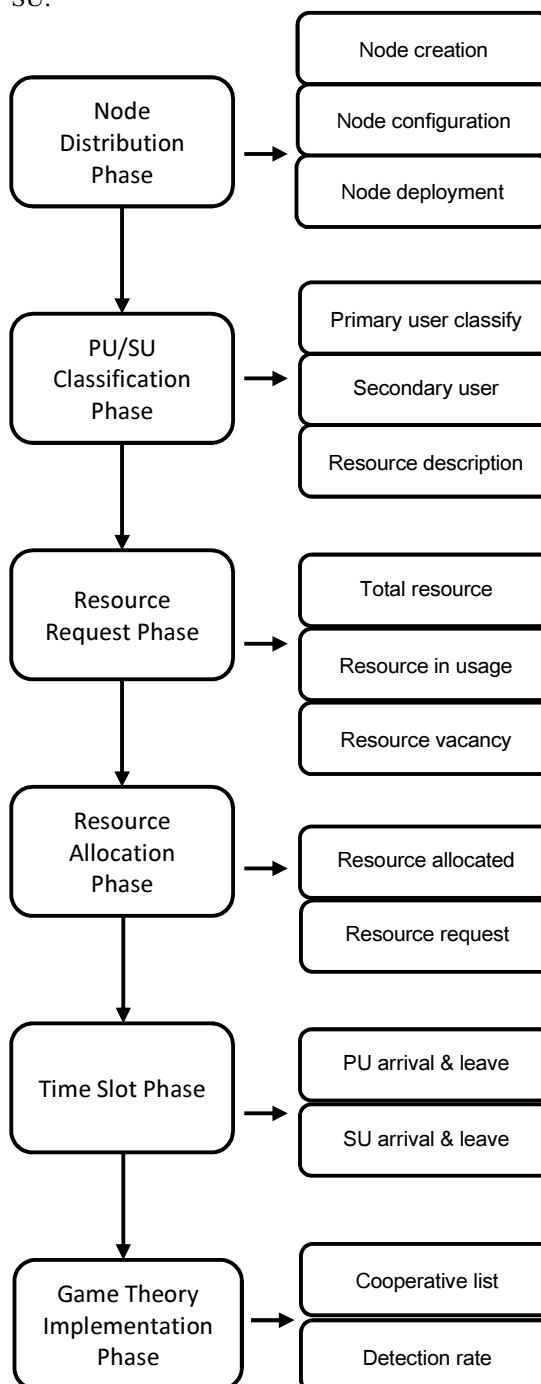 SU.
Node
Distribution
Phase
Node creation
Node configuration
Node deployment
PU/SU
Classification
Phase
Primary user classify
Secondary user
Resource description
Resource
Request Phase
Total resource
Resource in usage
Resource vacancy
Resource
Allocation
Phase
Resource allocated
Resource request
Time Slot Phase
PU arrival & leave
SU arrival & leave
Game Theory
Implementation
Phase
Cooperative list
Detection rate